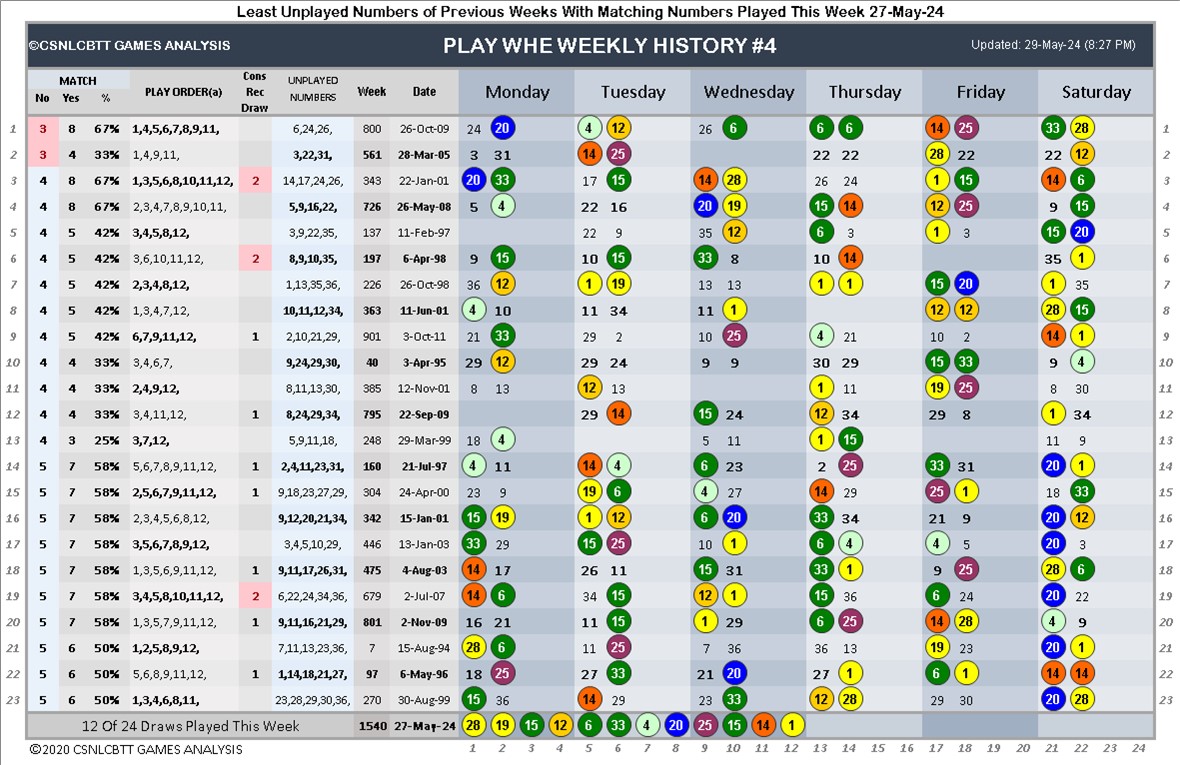 Least Unplayed Numbers of Previous Weeks With Matching Numbers Played This Week 27-May-24
©CSNLCBTT GAMES ANALYSIS PLAY WHE WEEKLY HISTORY #4 Updated: 29-May-24 (8:27 PM)
MATCH No Yes % PLAY ORDER(a) Cons Rec Draw UNPLAYED NUMBERS Week Date Monday Tuesday Wednesday Thursday Friday Saturday
1 3 8 67% 1,4,5,6,7,8,9,11, 6,24,26, 800 26-Oct-09 24 20 4 12 26 6 6 6 14 25 33 28 1
2 3 4 33% 1,4,9,11, 3,22,31, 561 28-Mar-05 3 31 14 25 22 22 28 22 22 12 2
3 4 8 67% 1,3,5,6,8,10,11,12, 2 14,17,24,26, 343 22-Jan-01 20 33 17 15 14 28 26 24 1 15 14 6 3
4 4 8 67% 2,3,4,7,8,9,10,11, 5,9,16,22, 726 26-May-08 5 4 22 16 20 19 15 14 12 25 9 15 4
5 4 5 42% 3,4,5,8,12, 3,9,22,35, 137 11-Feb-97 22 9 35 12 6 3 1 3 15 20 5
6 4 5 42% 3,6,10,11,12, 2 8,9,10,35, 197 6-Apr-98 9 15 10 15 33 8 10 14 35 1 6
7 4 5 42% 2,3,4,8,12, 1,13,35,36, 226 26-Oct-98 36 12 1 19 13 13 1 1 15 20 1 35 7
8 4 5 42% 1,3,4,7,12, 10,11,12,34, 363 11-Jun-01 4 10 11 34 11 1 12 12 28 15 8
9 4 5 42% 6,7,9,11,12, 1 2,10,21,29, 901 3-Oct-11 21 33 29 2 10 25 4 21 10 2 14 1 9
10 4 4 33% 3,4,6,7, 9,24,29,30, 40 3-Apr-95 29 12 29 24 9 9 30 29 15 33 9 4 10
11 4 4 33% 2,4,9,12, 8,11,13,30, 385 12-Nov-01 8 13 12 13 1 11 19 25 8 30 11
12 4 4 33% 3,4,11,12, 1 8,24,29,34, 795 22-Sep-09 29 14 15 24 12 34 29 8 1 34 12
13 4 3 25% 3,7,12, 5,9,11,18, 248 29-Mar-99 18 4 5 11 1 15 11 9 13
14 5 7 58% 5,6,7,8,9,11,12, 1 2,4,11,23,31, 160 21-Jul-97 4 11 14 4 6 23 2 25 33 31 20 1 14
15 5 7 58% 2,5,6,7,9,11,12, 1 9,18,23,27,29, 304 24-Apr-00 23 9 19 6 4 27 14 29 25 1 18 33 15
16 5 7 58% 2,3,4,5,6,8,12, 9,12,20,21,34, 342 15-Jan-01 15 19 1 12 6 20 33 34 21 9 20 12 16
17 5 7 58% 3,5,6,7,8,9,12, 3,4,5,10,29, 446 13-Jan-03 33 29 15 25 10 1 6 4 4 5 20 3 17
18 5 7 58% 1,3,5,6,9,11,12, 1 9,11,17,26,31, 475 4-Aug-03 14 17 26 11 15 31 33 1 9 25 28 6 18
19 5 7 58% 3,4,5,8,10,11,12, 2 6,22,24,34,36, 679 2-Jul-07 14 6 34 15 12 1 15 36 6 24 20 22 19
20 5 7 58% 1,3,5,7,9,11,12, 1 9,11,16,21,29, 801 2-Nov-09 16 21 11 15 1 29 6 25 14 28 4 9 20
21 5 6 50% 1,2,5,8,9,12, 7,11,13,23,36, 7 15-Aug-94 28 6 11 25 7 36 36 13 19 23 20 1 21
22 5 6 50% 5,6,8,9,11,12, 1 1,14,18,21,27, 97 6-May-96 18 25 27 33 21 20 27 1 6 1 14 14 22
23 5 6 50% 1,3,4,6,8,11, 23,28,29,30,36, 270 30-Aug-99 15 36 14 29 23 33 12 28 29 30 20 28 23
12 Of 24 Draws Played This Week 1540 27-May-24 28 19 15 12 6 33 4 20 25 15 14 1
©2020 CSNLCBTT GAMES ANALYSIS 1 2 3 4 5 6 7 8 9 10 11 12 13 14 15 16 17 18 19 20 21 22 23 24